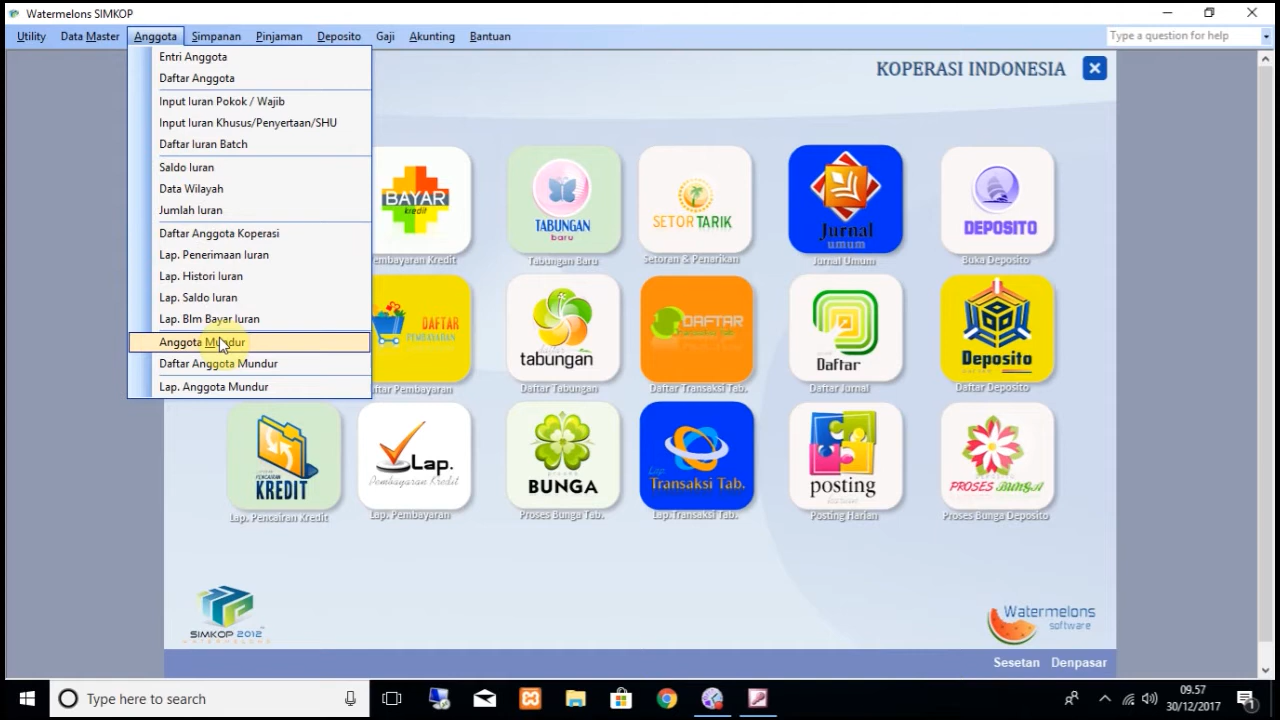 Watermelons SIMKOP
Utility Data Master Anggota Simpanan Pinjaman Deposito Gaji Akunting Bantuan Type a question for help
Entri Anggota
Daftar Anggota
Input Iuran Pokok / Wajib
Input Iuran Khusus/Penyertaan/SHU
Daftar Iuran Batch
Saldo Iuran
Data Wilayah
Jumlah Iuran
Daftar Anggota Koperasi
Lap. Penerimaan Iuran
Lap. Histori Iuran
Lap. Saldo Iuran
Lap. Blm Bayar Iuran
Anggota Mundur
Daftar Anggota Mundur
Lap. Anggota Mundur
KOPERASI INDONESIA
BAYAR
kredit
TABUNGAN
baru
SETOR TARIK
Jurnal
umum
DEPOSITO
embayaran Kredit Tabungan Baru Setoran & Penarikan Jurnal Umum Buka Deposito
DAFTAR
PEMBAYARAN
tabungan
DAFTAR
Daftar
Deposito
aftar Pembayaran Daftar Tabungan Daftar Transaksi Tab. Daftar Jurnal Daftar Deposito
KREDIT
Lap.
Pembayaran Kredit
BUNGA
Lap.
Transaksi Tab.
posting
PROSES BUNGA
Lap. Pencairan Kredit Lap. Pembayaran Proses Bunga Tab. Lap.Transaksi Tab. Posting Harian Proses Bunga Deposito
SIMKOP 2012
WATERMELONS
Watermelons
software
Sesetan Denpasar
Type here to search
09.57
30/12/2017
1